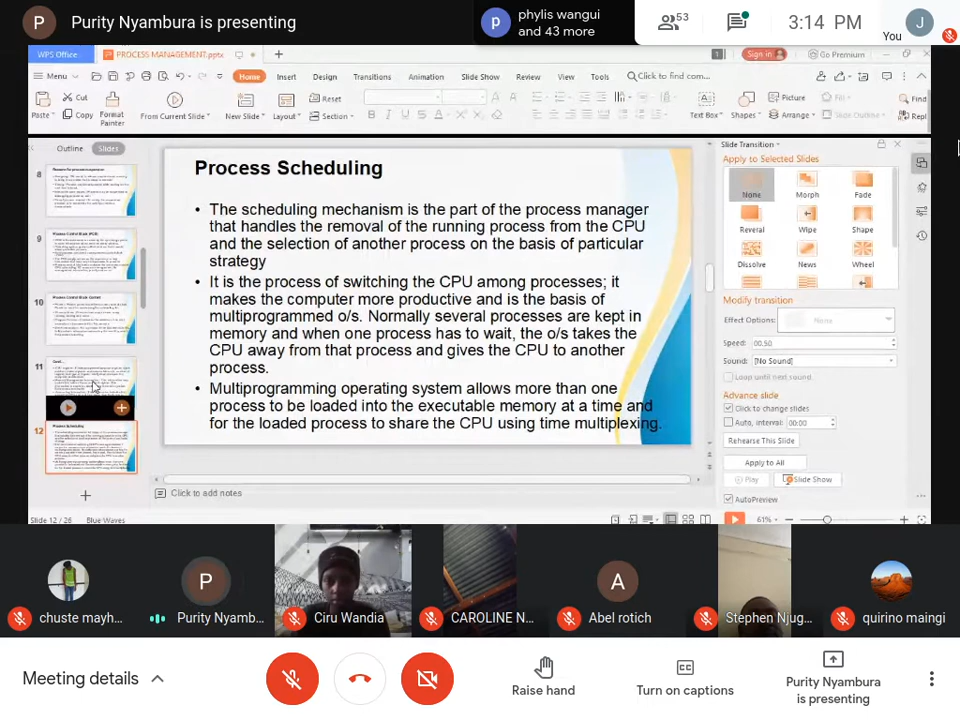 P Purity Nyambura is presenting
p phylis wangui
and 43 more
53
3:14 PM
You
J
WPS Office
PROCESS MANAGEMENT.pptx
1
Sign in
Go Premium
Menu
Home
Insert
Design
Transitions
Animation
Slide Show
Review
View
Tools
Click to find com...
Paste
Cut
Copy
Format
Painter
From Current Slide
New Slide
Layout
Reset
Section
B I U S A
Text Box
Shapes
Picture
Arrange
Fill
Slide Outline
Find
Repl
Outline
Slides
8
9
10
11
12
Process Scheduling
• The scheduling mechanism is the part of the process manager
that handles the removal of the running process from the CPU
and the selection of another process on the basis of particular
strategy
• It is the process of switching the CPU among processes; it
makes the computer more productive and is the basis of
multiprogrammed o/s. Normally several processes are kept in
memory and when one process has to wait, the o/s takes the
CPU away from that process and gives the CPU to another
process.
• Multiprogramming operating system allows more than one
process to be loaded into the executable memory at a time and
for the loaded process to share the CPU using time multiplexing.
Slide Transition
Apply to Selected Slides
None
Morph
Fade
Reveral
Wipe
Shape
Dissolve
News
Wheel
Modify transition
Effect Options:
None
Speed: 00.50
Sound: [No Sound]
Loop until next sound
Advance slide
Click to change slides
Auto, interval: 00:00
Rehearse This Slide
Apply to All
Play
Slide Show
AutoPreview
Click to add notes
Slide 12 / 26
Blue Waves
61%
chuste mayh...
P
Purity Nyamb...
Ciru Wandia
CAROLINE N...
A
Abel rotich
Stephen Njug...
quirino maingi
Meeting details
Raise hand
Turn on captions
Purity Nyambura
is presenting